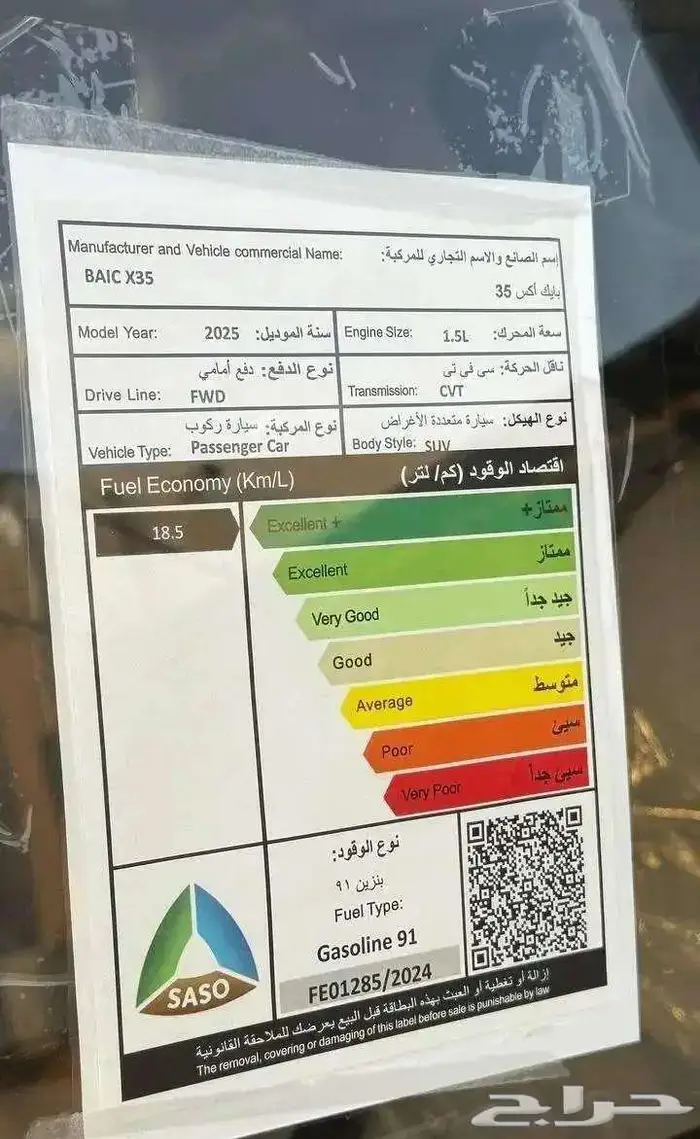 Manufacturer and Vehicle commercial Name: إسم الصانع والاسم التجاري للمركبة:
BAIC X35 بايك أكس 35
Model Year: 2025 سنة الموديل: Engine Size: 1.5L سعة المحرك:
نوع الدفع: دفع أمامي ناقل الحركة: سي في تي
Drive Line: FWD Transmission: CVT
نوع المركبة: سيارة ركوب نوع الهيكل: سيارة متعددة الأغراض
Vehicle Type: Passenger Car Body Style: SUV
Fuel Economy (Km/L) اقتصاد الوقود (كم/ لتر)
18.5 Excellent + ممتاز+
Excellent ممتاز
Very Good جيد جداً
Good جيد
Average متوسط
Poor سيئ
Very Poor سيئ جداً
نوع الوقود:
بنزين ٩١
Fuel Type:
Gasoline 91
FE01285/2024
SASO
إزالة أو تغطية أو العبث بهذه البطاقة قبل البيع يعرضك للملاحقة القانونية
The removal, covering or damaging of this label before sale is punishable by law
حراج